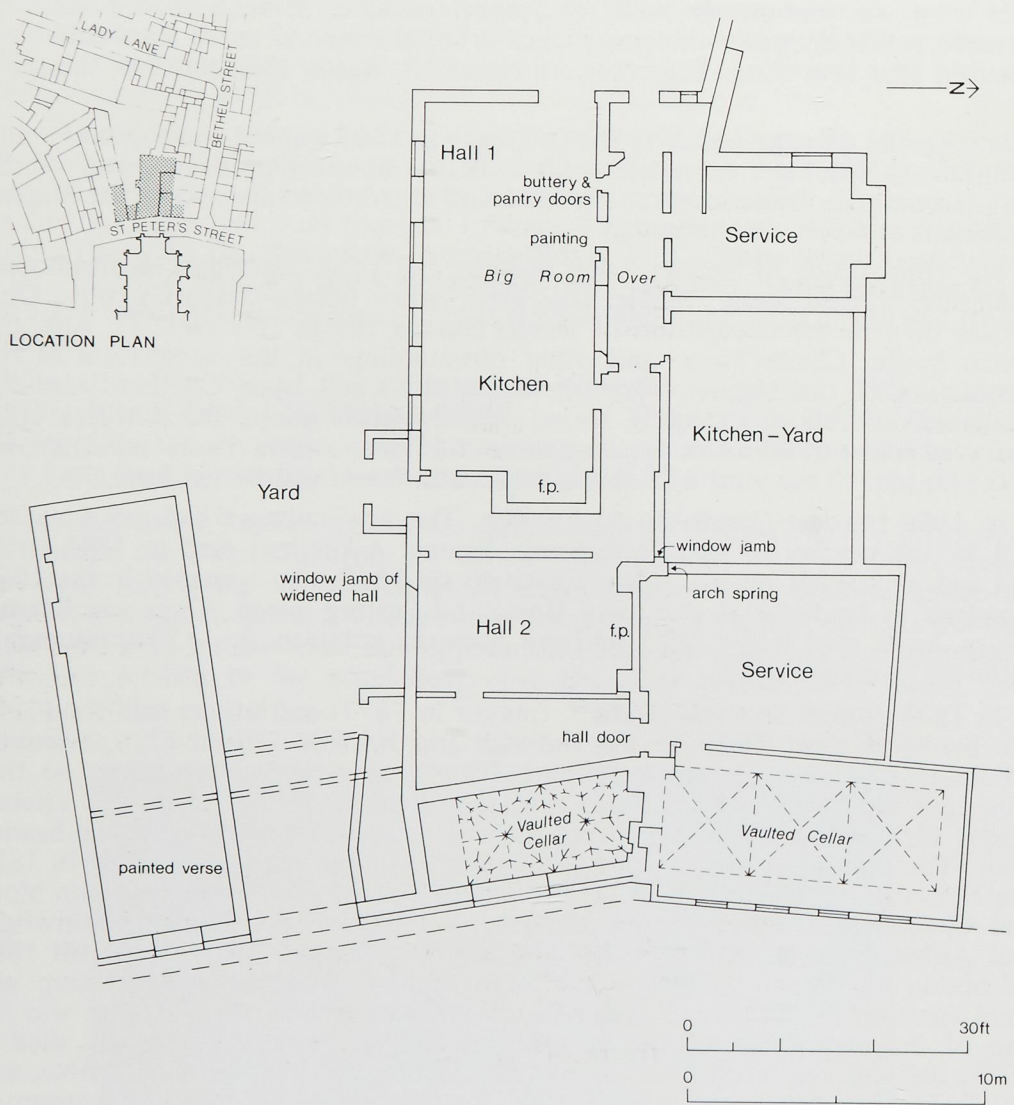 LADY LANE
BETHEL STREET
ST PETER'S STREET
LOCATION PLAN
N
Hall 1
buttery &
pantry doors
painting
Service
Big Room Over
Kitchen
Kitchen – Yard
f.p.
Yard
window jamb
arch spring
window jamb of
widened hall
Hall 2
f.p.
Service
hall door
Vaulted
Cellar
Vaulted Cellar
painted verse
0 30ft
0 10m